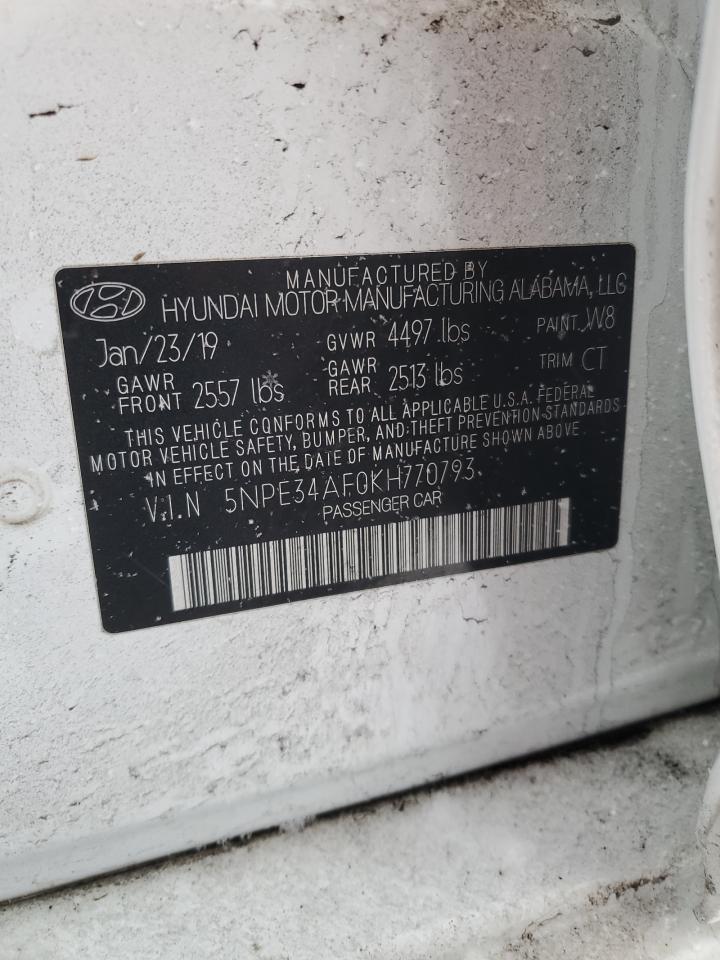 MANUFACTURED BY
HYUNDAI MOTOR MANUFACTURING ALABAMA, LLC
Jan/23/19 GVWR 4497 lbs PAINT W8
GAWR FRONT 2557 lbs GAWR REAR 2513 lbs TRIM CT
THIS VEHICLE CONFORMS TO ALL APPLICABLE U.S.A. FEDERAL
MOTOR VEHICLE SAFETY, BUMPER, AND THEFT PREVENTION STANDARDS
IN EFFECT ON THE DATE OF MANUFACTURE SHOWN ABOVE
V.I.N 5NPE34AF0KH770793
PASSENGER CAR